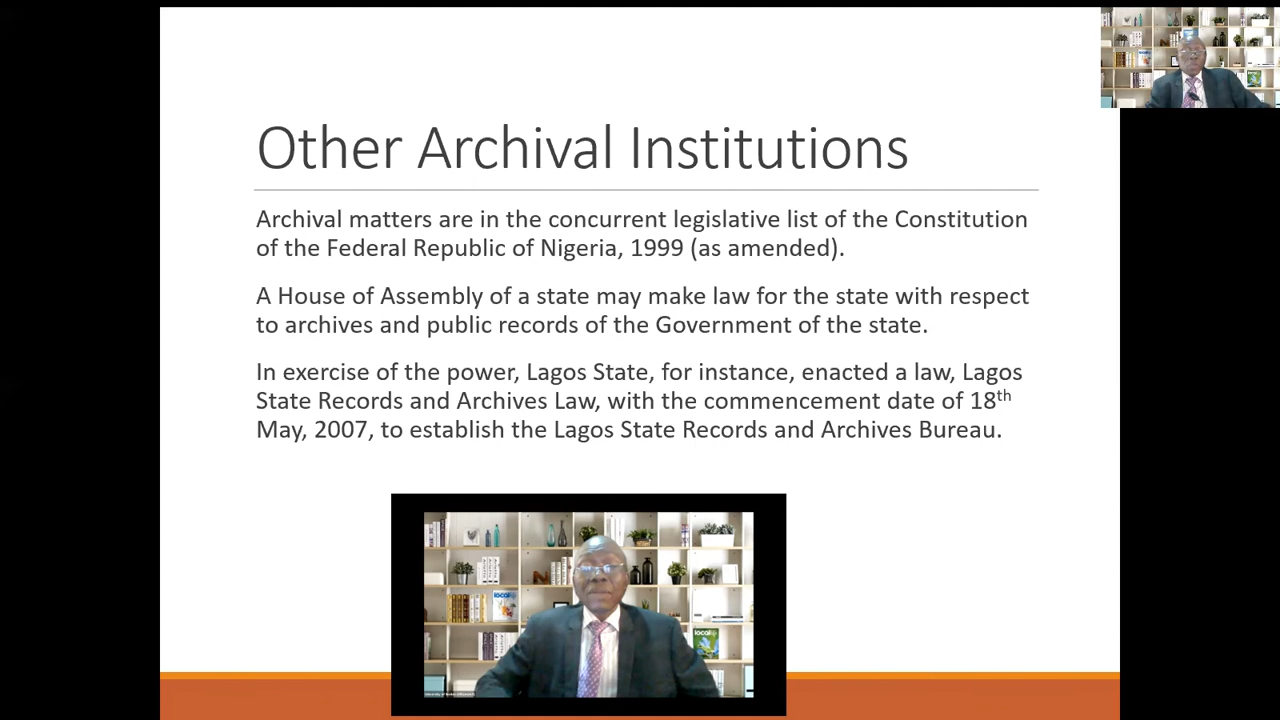 Other Archival Institutions
Archival matters are in the concurrent legislative list of the Constitution
of the Federal Republic of Nigeria, 1999 (as amended).
A House of Assembly of a state may make law for the state with respect
to archives and public records of the Government of the state.
In exercise of the power, Lagos State, for instance, enacted a law, Lagos
State Records and Archives Law, with the commencement date of 18th
May, 2007, to establish the Lagos State Records and Archives Bureau.
local
local